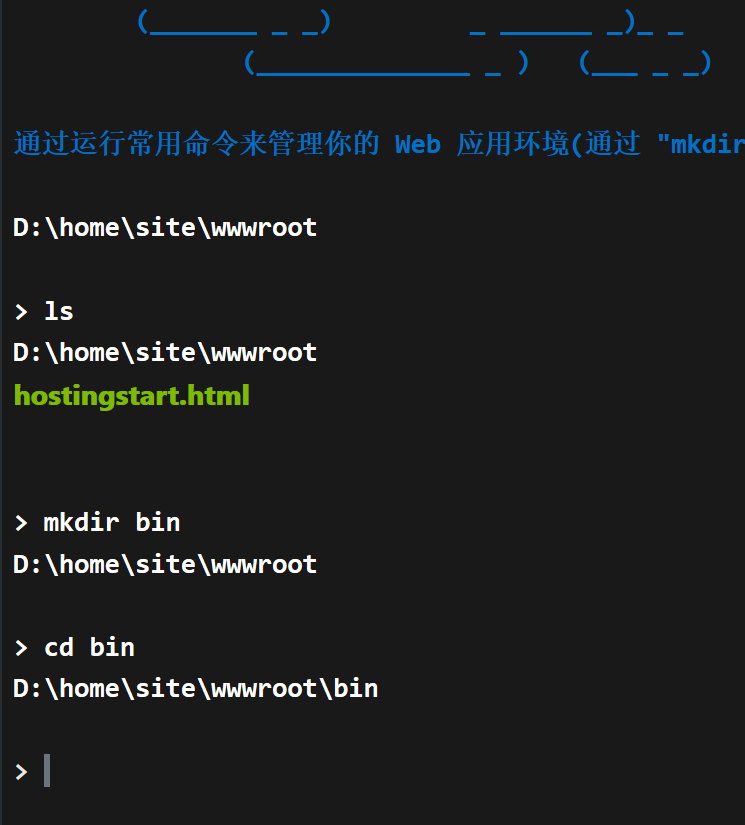 (_______ _ _)         _ ______ _)_ _
(______________ _ )   (___ _ _)
通过运行常用命令来管理你的 Web 应用环境(通过 "mkdir
D:\home\site\wwwroot
> ls
D:\home\site\wwwroot
hostingstart.html
> mkdir bin
D:\home\site\wwwroot
> cd bin
D:\home\site\wwwroot\bin
>